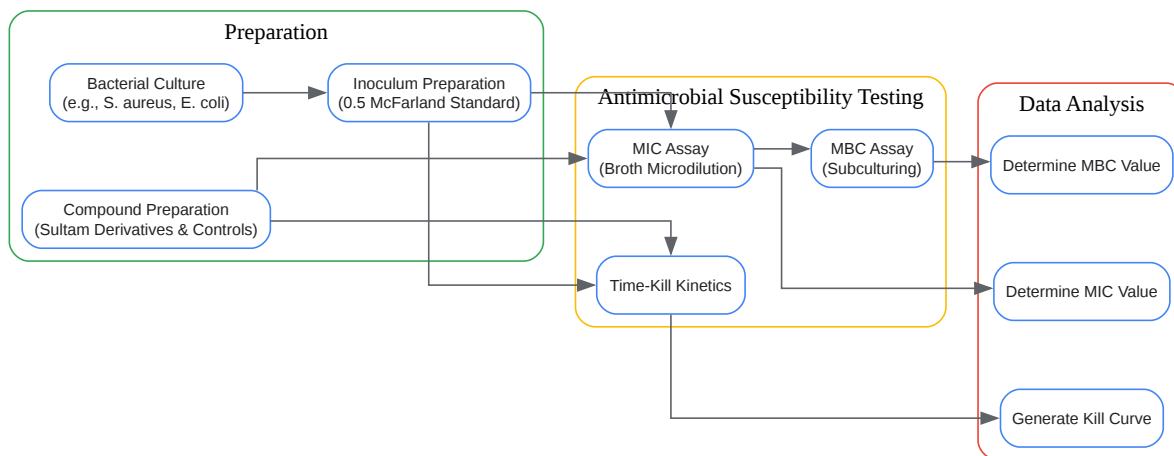 Preparation
Bacterial Culture
(e.g., S. aureus, E. coli)
Inoculum Preparation
(0.5 McFarland Standard)
Compound Preparation
(Sultam Derivatives & Controls)
Antimicrobial Susceptibility Testing
MIC Assay
(Broth Microdilution)
MBC Assay
(Subculturing)
Time-Kill Kinetics
Data Analysis
Determine MBC Value
Determine MIC Value
Generate Kill Curve